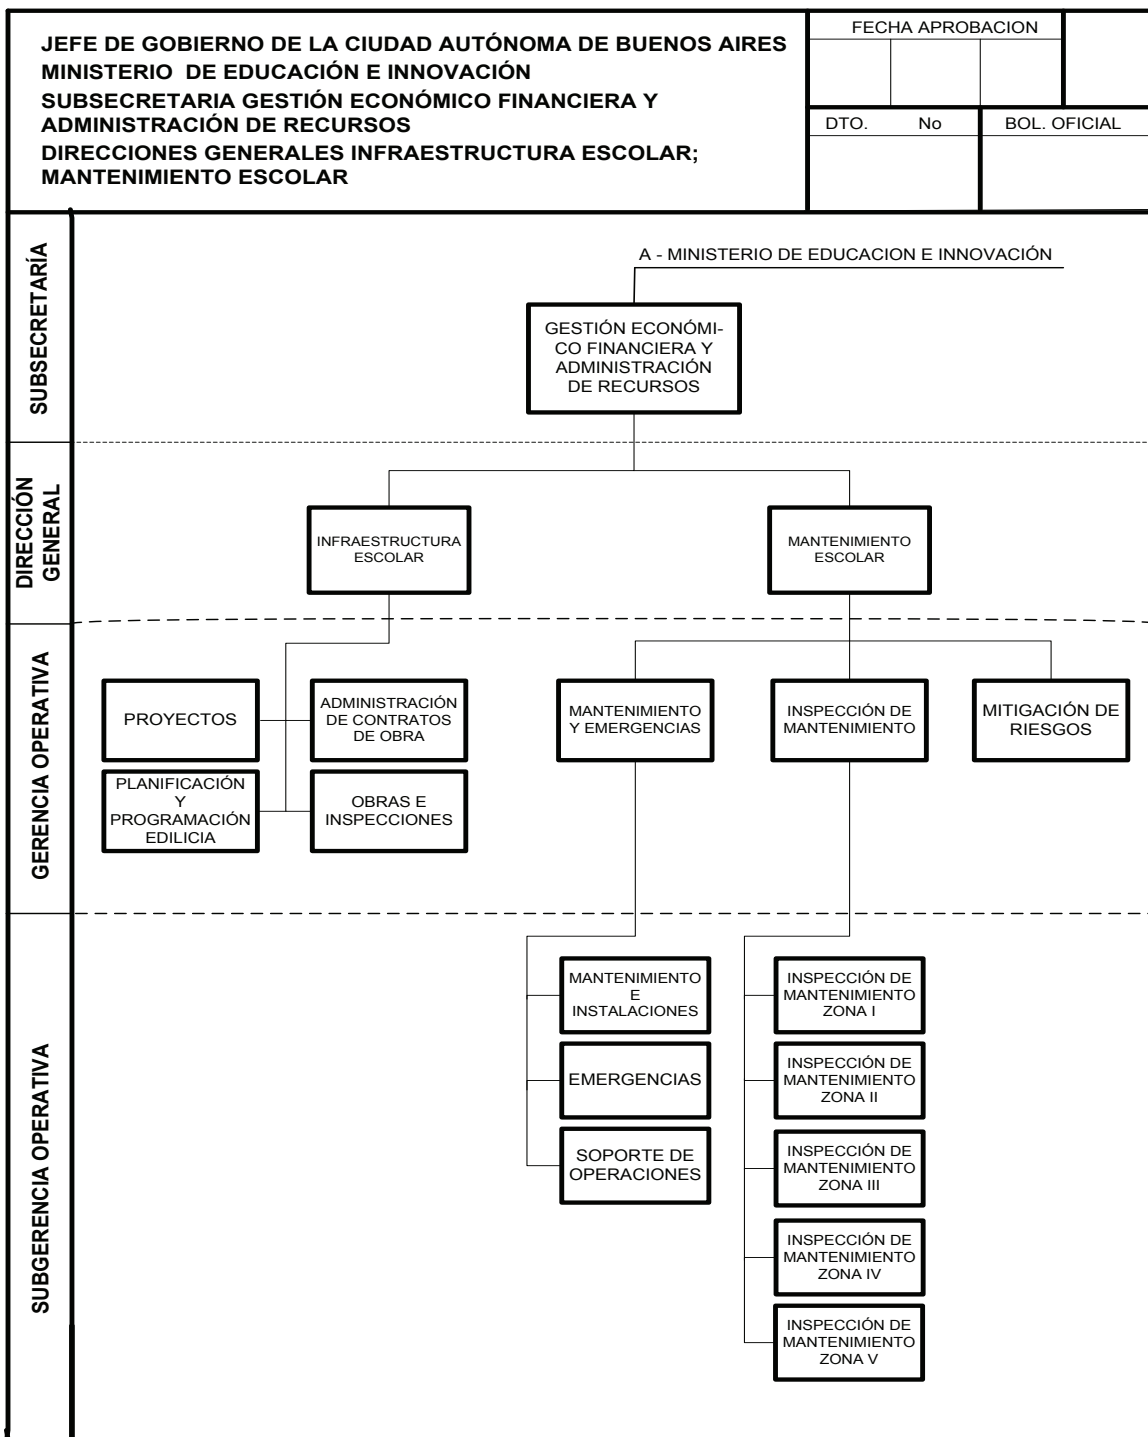 JEFE DE GOBIERNO DE LA CIUDAD AUTÓNOMA DE BUENOS AIRES
MINISTERIO DE EDUCACIÓN E INNOVACIÓN
SUBSECRETARIA GESTIÓN ECONÓMICO FINANCIERA Y
ADMINISTRACIÓN DE RECURSOS
DIRECCIONES GENERALES INFRAESTRUCTURA ESCOLAR;
MANTENIMIENTO ESCOLAR
FECHA APROBACION
DTO. No
BOL. OFICIAL
SUBSECRETARÍA
A - MINISTERIO DE EDUCACION E INNOVACIÓN
GESTIÓN ECONÓMI-
CO FINANCIERA Y
ADMINISTRACIÓN
DE RECURSOS
DIRECCIÓN
GENERAL
INFRAESTRUCTURA
ESCOLAR
MANTENIMIENTO
ESCOLAR
GERENCIA OPERATIVA
PROYECTOS
ADMINISTRACIÓN
DE CONTRATOS
DE OBRA
PLANIFICACIÓN
Y
PROGRAMACIÓN
EDILICIA
OBRAS E
INSPECCIONES
MANTENIMIENTO
Y EMERGENCIAS
INSPECCIÓN DE
MANTENIMIENTO
MITIGACIÓN DE
RIESGOS
SUBGERENCIA OPERATIVA
MANTENIMIENTO
E
INSTALACIONES
EMERGENCIAS
SOPORTE DE
OPERACIONES
INSPECCIÓN DE
MANTENIMIENTO
ZONA I
INSPECCIÓN DE
MANTENIMIENTO
ZONA II
INSPECCIÓN DE
MANTENIMIENTO
ZONA III
INSPECCIÓN DE
MANTENIMIENTO
ZONA IV
INSPECCIÓN DE
MANTENIMIENTO
ZONA V